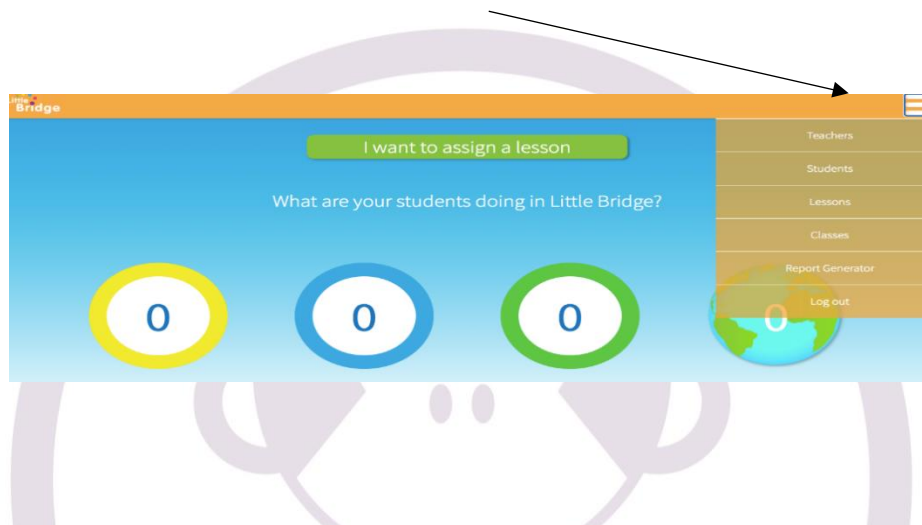 Little
Bridge
I want to assign a lesson
What are your students doing in Little Bridge?
Teachers
Students
Lessons
Classes
Report Generator
Log out
0
0
0
0